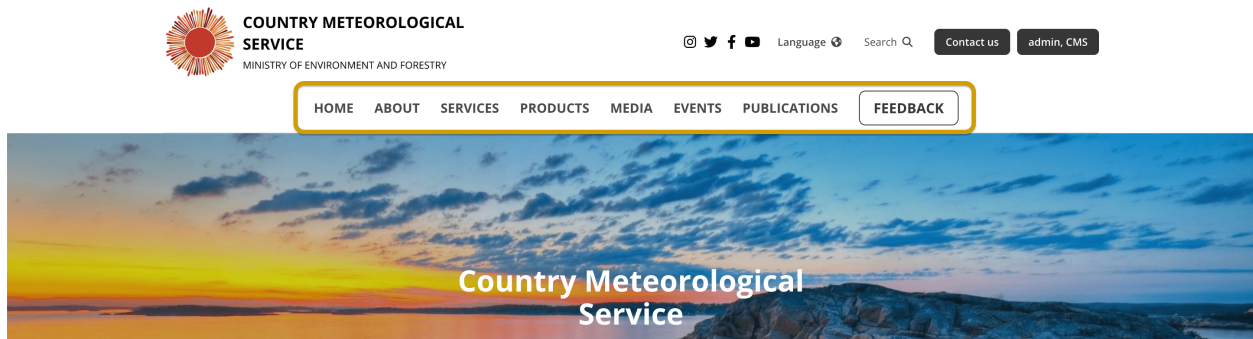 COUNTRY METEOROLOGICAL
SERVICE
MINISTRY OF ENVIRONMENT AND FORESTRY
Language
Search
Contact us
admin, CMS
HOME ABOUT SERVICES PRODUCTS MEDIA EVENTS PUBLICATIONS FEEDBACK
Country Meteorological
Service